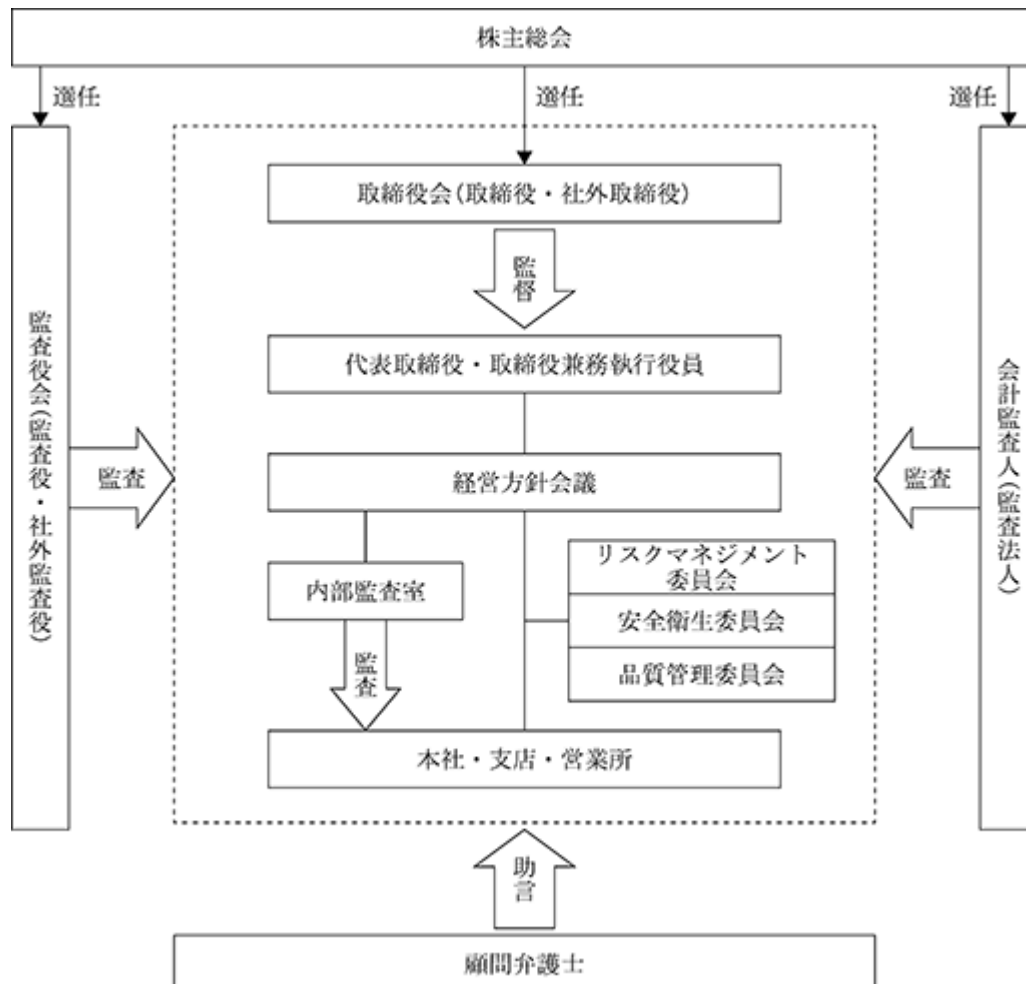 株主総会
選任
選任
選任
取締役会(取締役・社外取締役)
監督
代表取締役・取締役兼務執行役員
監査役会(監査役・社外監査役)
会計監査人(監査法人)
経営方針会議
監査
監査
リスクマネジメント
委員会
内部監査室
安全衛生委員会
監査
品質管理委員会
本社・支店・営業所
助言
顧問弁護士